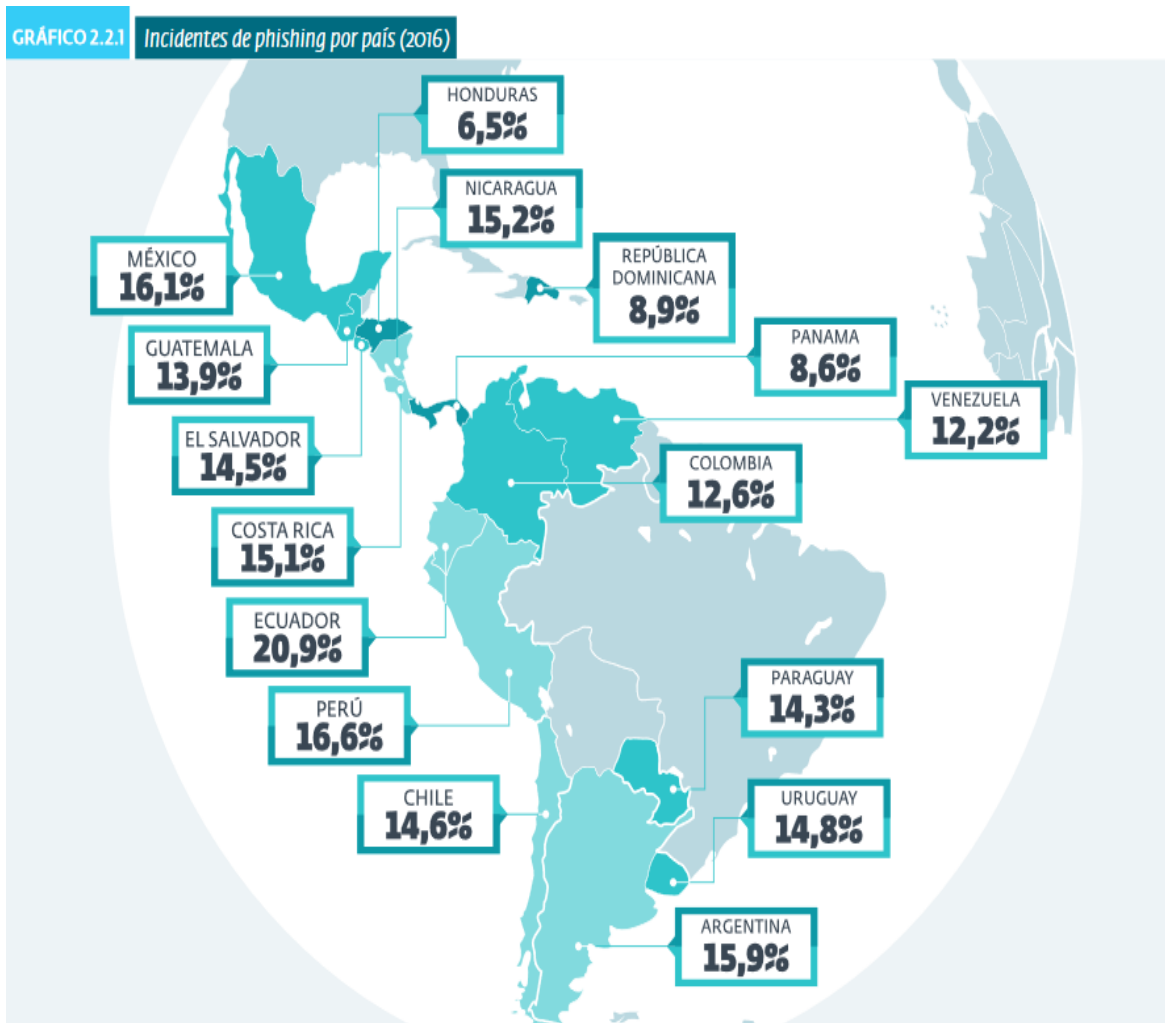 GRÁFICO 2.2.1
Incidentes de phishing por país (2016)
HONDURAS
6,5%
NICARAGUA
15,2%
REPÚBLICA
DOMINICANA
8,9%
MÉXICO
16,1%
GUATEMALA
13,9%
PANAMA
8,6%
VENEZUELA
12,2%
EL SALVADOR
14,5%
COLOMBIA
12,6%
COSTA RICA
15,1%
ECUADOR
20,9%
PERÚ
16,6%
PARAGUAY
14,3%
CHILE
14,6%
URUGUAY
14,8%
ARGENTINA
15,9%